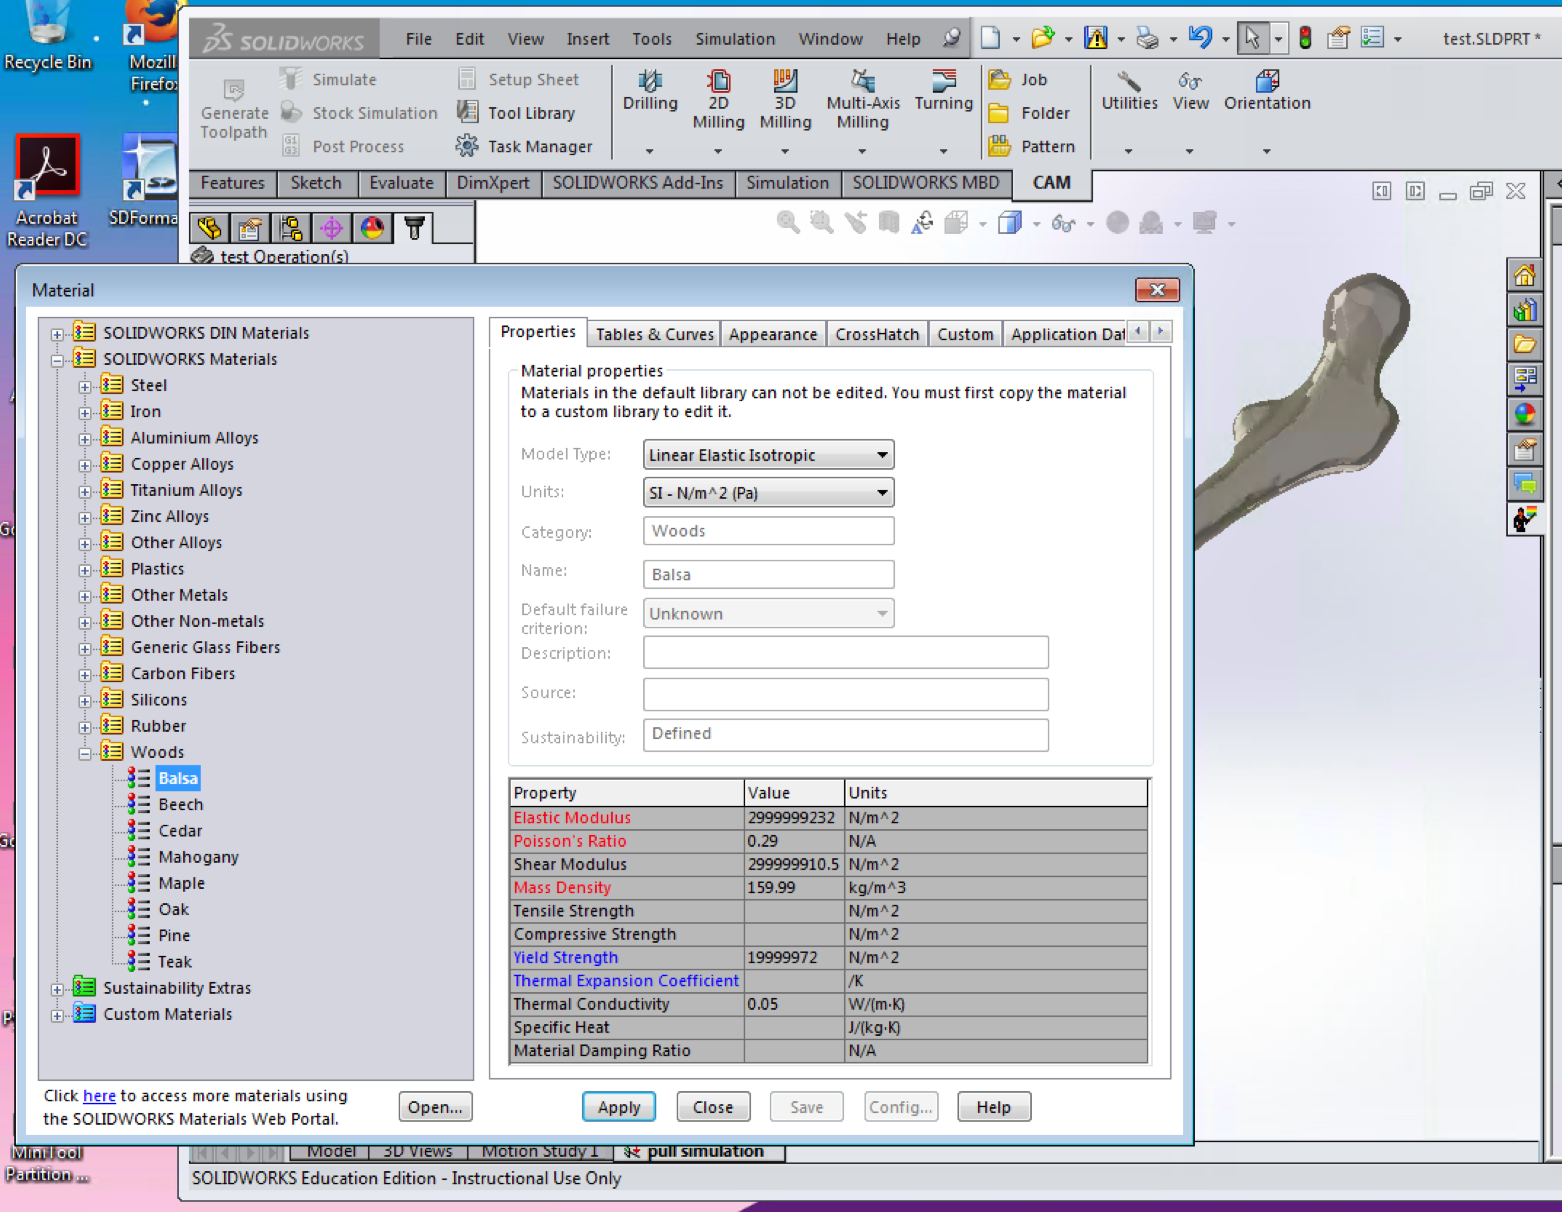 Recycle Bin
Mozill
Firefo
Acrobat
Reader DC
SDForma
MiniTool
Partition ...
SOLIDWORKS
File Edit View Insert Tools Simulation Window Help
test.SLDPRT *
Generate
Toolpath
Simulate
Stock Simulation
Post Process
G1
G3
Setup Sheet
Tool Library
Task Manager
Drilling
2D
Milling
3D
Milling
Multi-Axis
Milling
Turning
Job
Folder
Pattern
Utilities View Orientation
Features Sketch Evaluate DimXpert SOLIDWORKS Add-Ins Simulation SOLIDWORKS MBD CAM
test Operation(s)
Material
SOLIDWORKS DIN Materials
SOLIDWORKS Materials
Steel
Iron
Aluminium Alloys
Copper Alloys
Titanium Alloys
Zinc Alloys
Other Alloys
Plastics
Other Metals
Other Non-metals
Generic Glass Fibers
Carbon Fibers
Silicons
Rubber
Woods
Balsa
Beech
Cedar
Mahogany
Maple
Oak
Pine
Teak
Sustainability Extras
Custom Materials
Click here to access more materials using
the SOLIDWORKS Materials Web Portal.
Open...
Properties Tables & Curves Appearance CrossHatch Custom Application Dat
Material properties
Materials in the default library can not be edited. You must first copy the material
to a custom library to edit it.
Model Type: Linear Elastic Isotropic
Units: SI - N/m^2 (Pa)
Category: Woods
Name: Balsa
Default failure
criterion: Unknown
Description:
Source:
Sustainability: Defined
Property Value Units
Elastic Modulus 2999999232 N/m^2
Poisson's Ratio 0.29 N/A
Shear Modulus 299999910.5 N/m^2
Mass Density 159.99 kg/m^3
Tensile Strength N/m^2
Compressive Strength N/m^2
Yield Strength 19999972 N/m^2
Thermal Expansion Coefficient /K
Thermal Conductivity 0.05 W/(m·K)
Specific Heat J/(kg·K)
Material Damping Ratio N/A
Apply Close Save Config... Help
Model 3D Views Motion Study 1 pull simulation
SOLIDWORKS Education Edition - Instructional Use Only